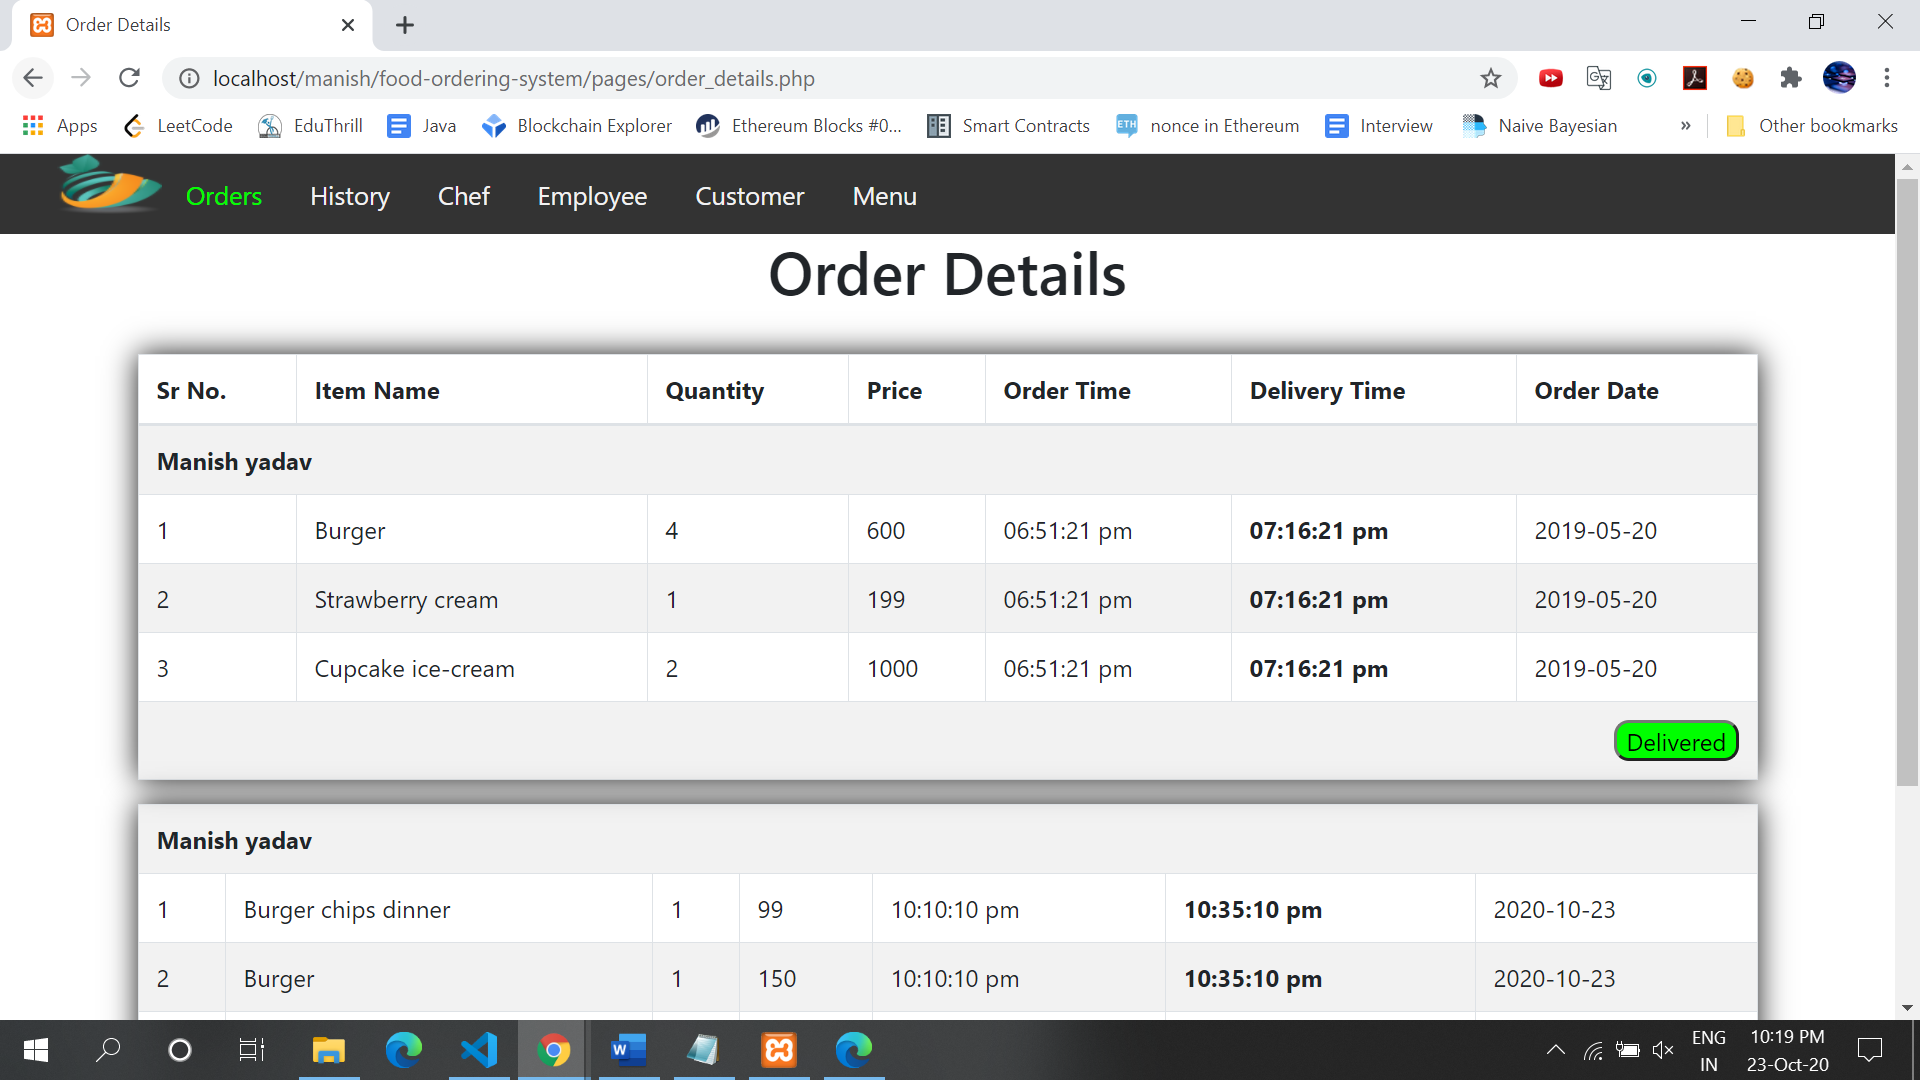 Order Details
localhost/manish/food-ordering-system/pages/order_details.php
Apps LeetCode EduThrill Java Blockchain Explorer Ethereum Blocks #0... Smart Contracts ETH nonce in Ethereum Interview Naive Bayesian » Other bookmarks
Orders History Chef Employee Customer Menu
Order Details
Sr No. Item Name Quantity Price Order Time Delivery Time Order Date
Manish yadav
1 Burger 4 600 06:51:21 pm 07:16:21 pm 2019-05-20
2 Strawberry cream 1 199 06:51:21 pm 07:16:21 pm 2019-05-20
3 Cupcake ice-cream 2 1000 06:51:21 pm 07:16:21 pm 2019-05-20
Delivered
Manish yadav
1 Burger chips dinner 1 99 10:10:10 pm 10:35:10 pm 2020-10-23
2 Burger 1 150 10:10:10 pm 10:35:10 pm 2020-10-23
ENG 10:19 PM
IN 23-Oct-20